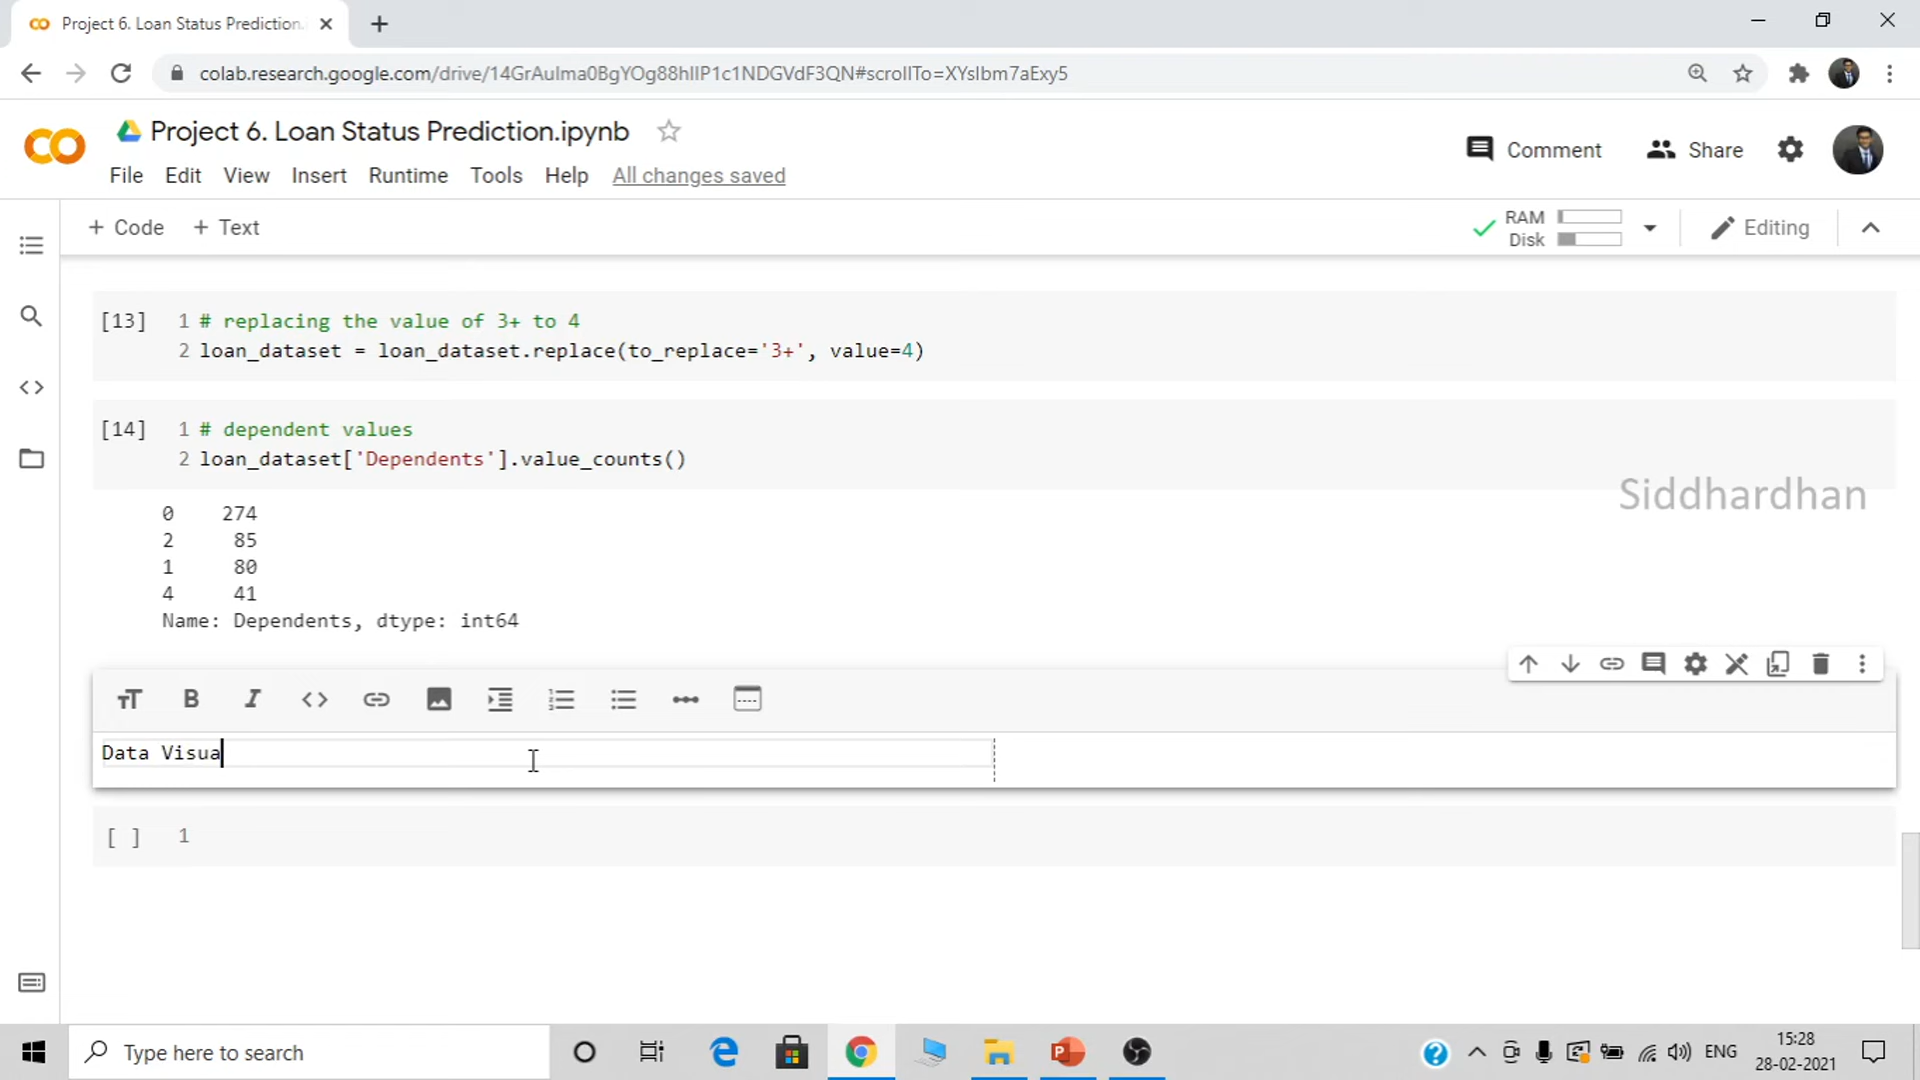 Project 6. Loan Status Prediction.
colab.research.google.com/drive/14GrAuIma0BgYOg88hIIP1c1NDGVdF3QN#scrollTo=XYsIbm7aExy5
Project 6. Loan Status Prediction.ipynb
Comment
Share
File Edit View Insert Runtime Tools Help All changes saved
+ Code + Text
RAM
Disk
Editing
[13] 1 # replacing the value of 3+ to 4
2 loan_dataset = loan_dataset.replace(to_replace='3+', value=4)
[14] 1 # dependent values
2 loan_dataset['Dependents'].value_counts()
Siddhardhan
0 274
2 85
1 80
4 41
Name: Dependents, dtype: int64
Data Visua
[ ] 1
Type here to search
ENG
15:28
28-02-2021